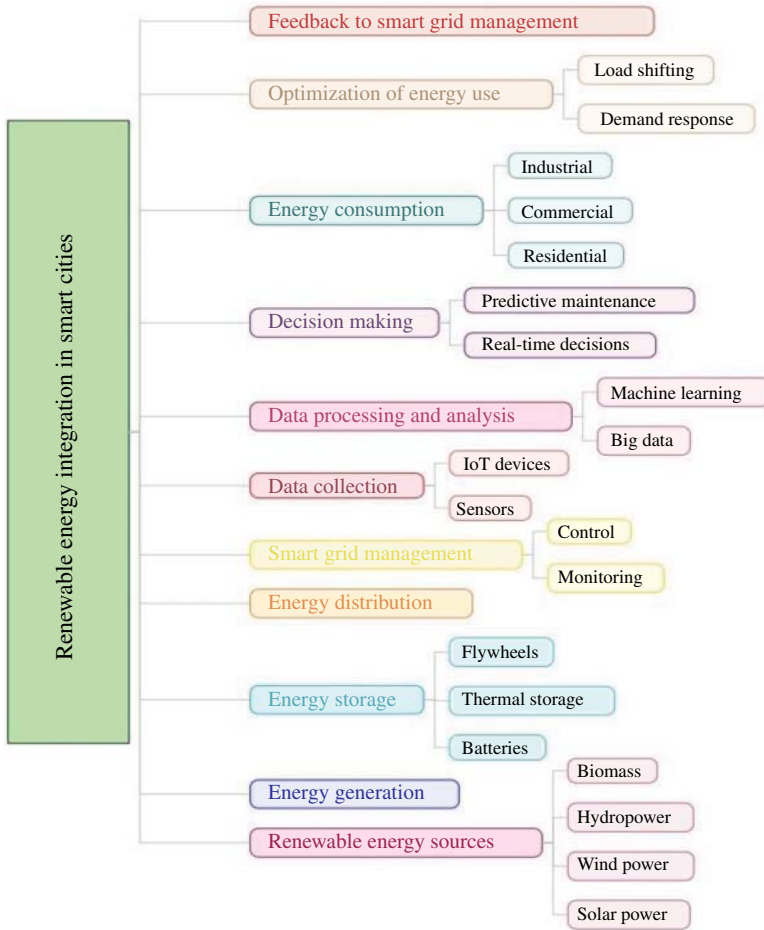 Renewable energy integration in smart cities
Feedback to smart grid management
Optimization of energy use
Load shifting
Demand response
Energy consumption
Industrial
Commercial
Residential
Decision making
Predictive maintenance
Real-time decisions
Data processing and analysis
Machine learning
Big data
Data collection
IoT devices
Sensors
Smart grid management
Control
Monitoring
Energy distribution
Energy storage
Flywheels
Thermal storage
Batteries
Energy generation
Renewable energy sources
Biomass
Hydropower
Wind power
Solar power